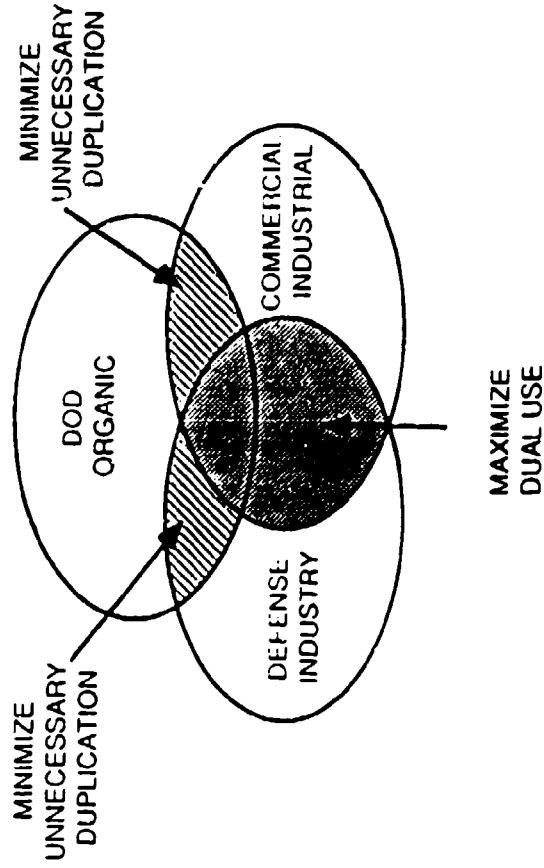 MINIMIZE
UNNECESSARY
DUPLICATION
MINIMIZE
UNNECESSARY
DUPLICATION
DOD
ORGANIC
DEFENSE
INDUSTRY
COMMERCIAL
INDUSTRIAL
MAXIMIZE
DUAL USE